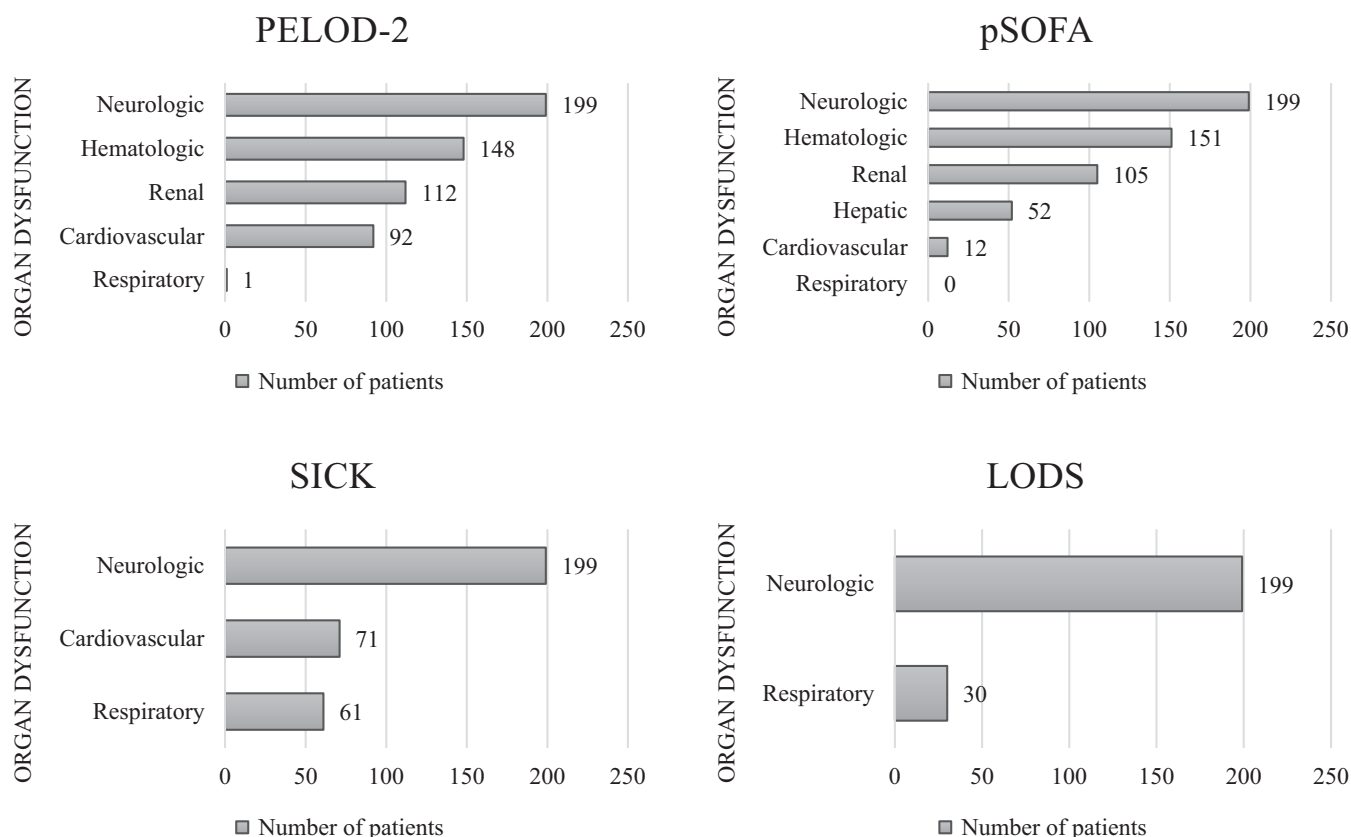 PELOD-2
ORGAN DYSFUNCTION
Neurologic 199
Hematologic 148
Renal 112
Cardiovascular 92
Respiratory 1
0 50 100 150 200 250
Number of patients
pSOFA
ORGAN DYSFUNCTION
Neurologic 199
Hematologic 151
Renal 105
Hepatic 52
Cardiovascular 12
Respiratory 0
0 50 100 150 200 250
Number of patients
SICK
ORGAN DYSFUNCTION
Neurologic 199
Cardiovascular 71
Respiratory 61
0 50 100 150 200 250
Number of patients
LODS
ORGAN DYSFUNCTION
Neurologic 199
Respiratory 30
0 50 100 150 200 250
Number of patients